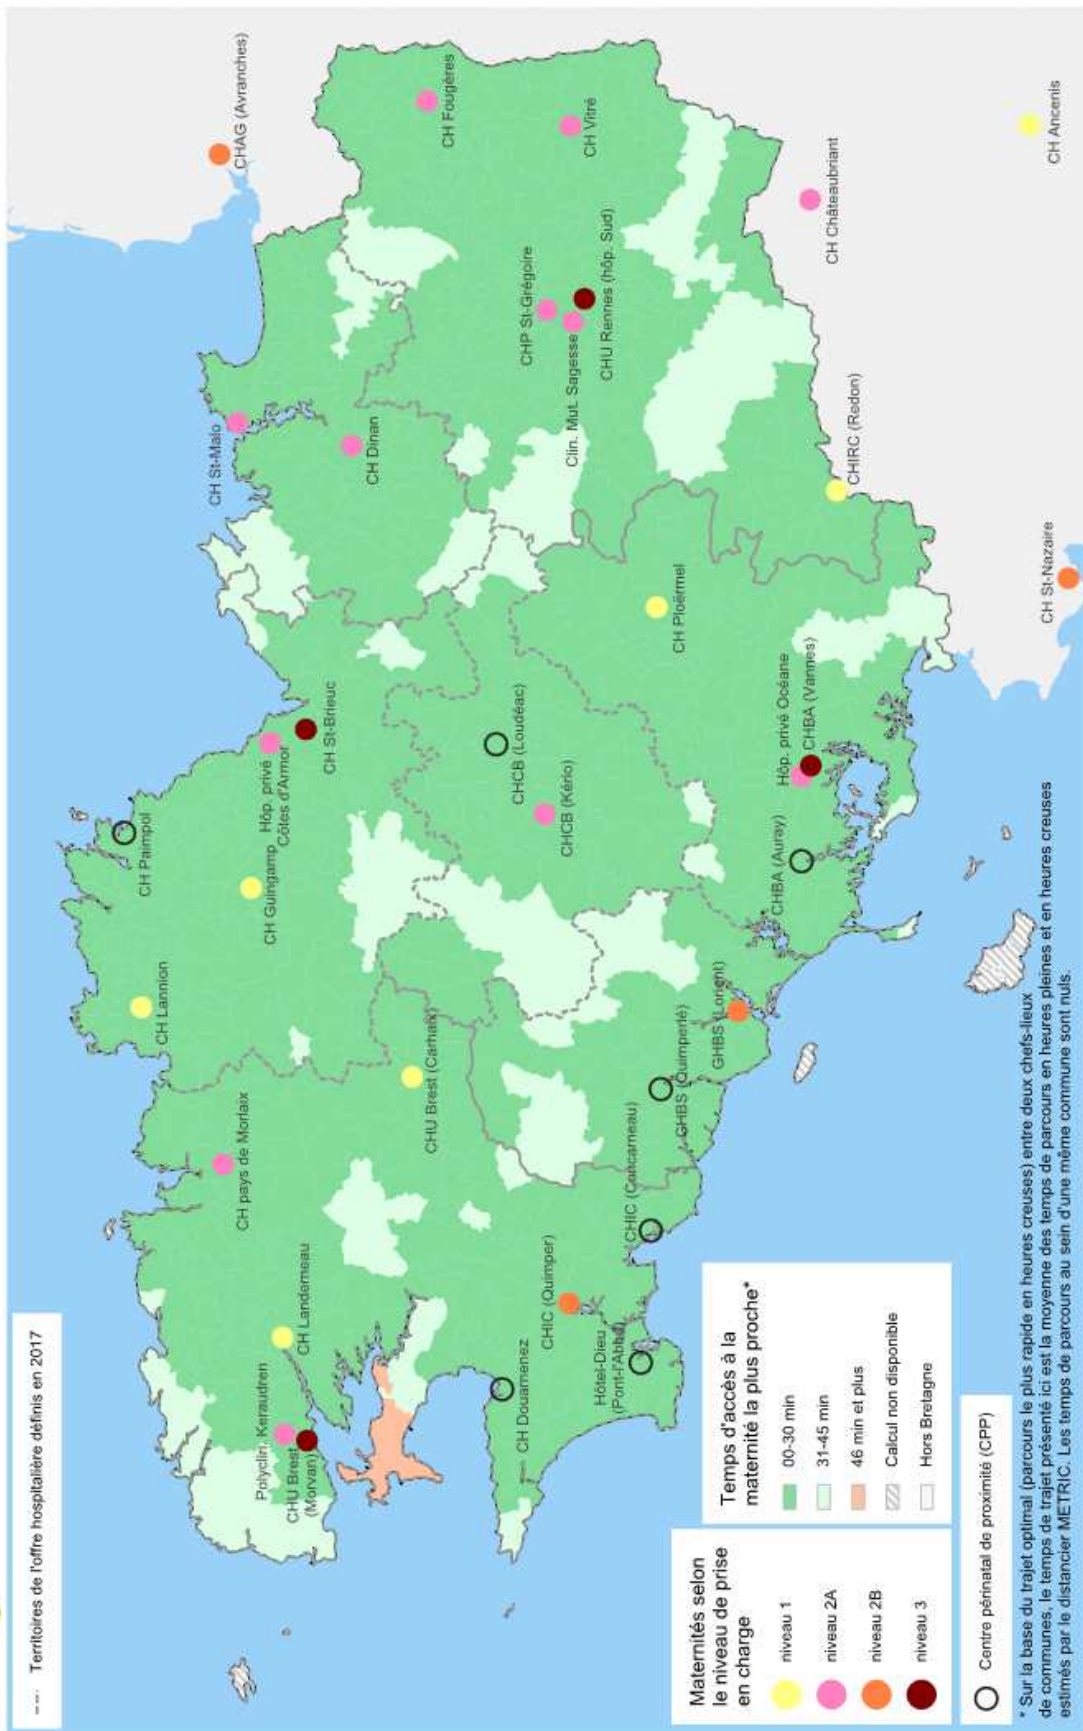 --- Territoires de l'offre hospitalière définis en 2017
CHAG (Avranches)
CH Fougères
CH Vitré
CH St-Malo
CH Dinan
CHP St-Grégoire
Clin. Mut. Sagesse
CHU Rennes (hôp. Sud)
CH Châteaubriant
CH Ancenis
CHIRC (Redon)
CH St-Nazaire
CH Paimpol
CH Lannion
CH Guingamp
Hôp. privé
Côtes d'Armor
CH St-Brieuc
CHCB (Loudéac)
CHCB (Kério)
CH Ploërmel
Hôp. privé Océane
CHBA (Vannes)
CHBA (Auray)
CH pays de Morlaix
CHU Brest (Carhaix)
GHBS (Lorient)
GHBS (Quimperlé)
CH Landerneau
Polyclin. Keraudren
CHU Brest
(Morvan)
CH Douarnenez
CHIC (Quimper)
CHIC (Concarneau)
Hôtel-Dieu
(Pont-l'Abbé)
Maternités selon
le niveau de prise
en charge
niveau 1
niveau 2A
niveau 2B
niveau 3
Temps d'accès à la
maternité la plus proche*
00-30 min
31-45 min
46 min et plus
Calcul non disponible
Hors Bretagne
Centre périnatal de proximité (CPP)
* Sur la base du trajet optimal (parcours le plus rapide en heures creuses) entre deux chefs-lieux
de communes, le temps de trajet présenté ici est la moyenne des temps de parcours en heures pleines et en heures creuses
estimés par le distancier METRIC. Les temps de parcours au sein d'une même commune sont nuls.